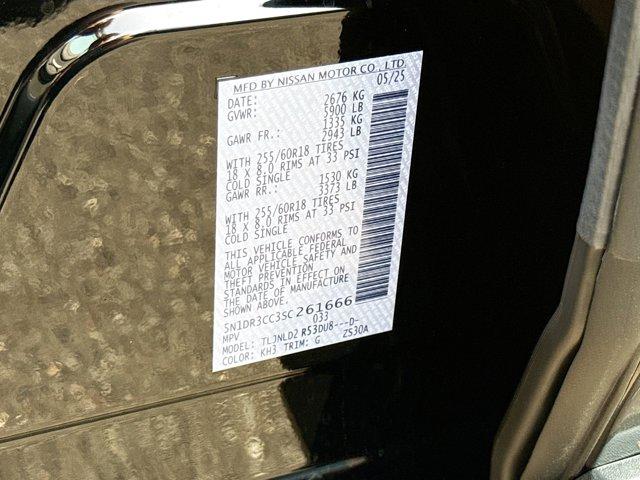 MFD BY NISSAN MOTOR CO., LTD.
DATE: 05/25
GVWR: 2676 KG
5900 LB
GAWR FR.: 1335 KG
2943 LB
WITH 255/60R18 TIRES
18 X 8.0 RIMS AT 33 PSI
COLD SINGLE
GAWR RR.: 1530 KG
3373 LB
WITH 255/60R18 TIRES
18 X 8.0 RIMS AT 33 PSI
COLD SINGLE
THIS VEHICLE CONFORMS TO
ALL APPLICABLE FEDERAL
MOTOR VEHICLE SAFETY AND
THEFT PREVENTION
STANDARDS IN EFFECT ON
THE DATE OF MANUFACTURE
SHOWN ABOVE.
5N1DR3CC3SC261666
MPV 033
MODEL: TLJNLD2 R53DU8---D-
COLOR: KH3 TRIM: G ZS30A